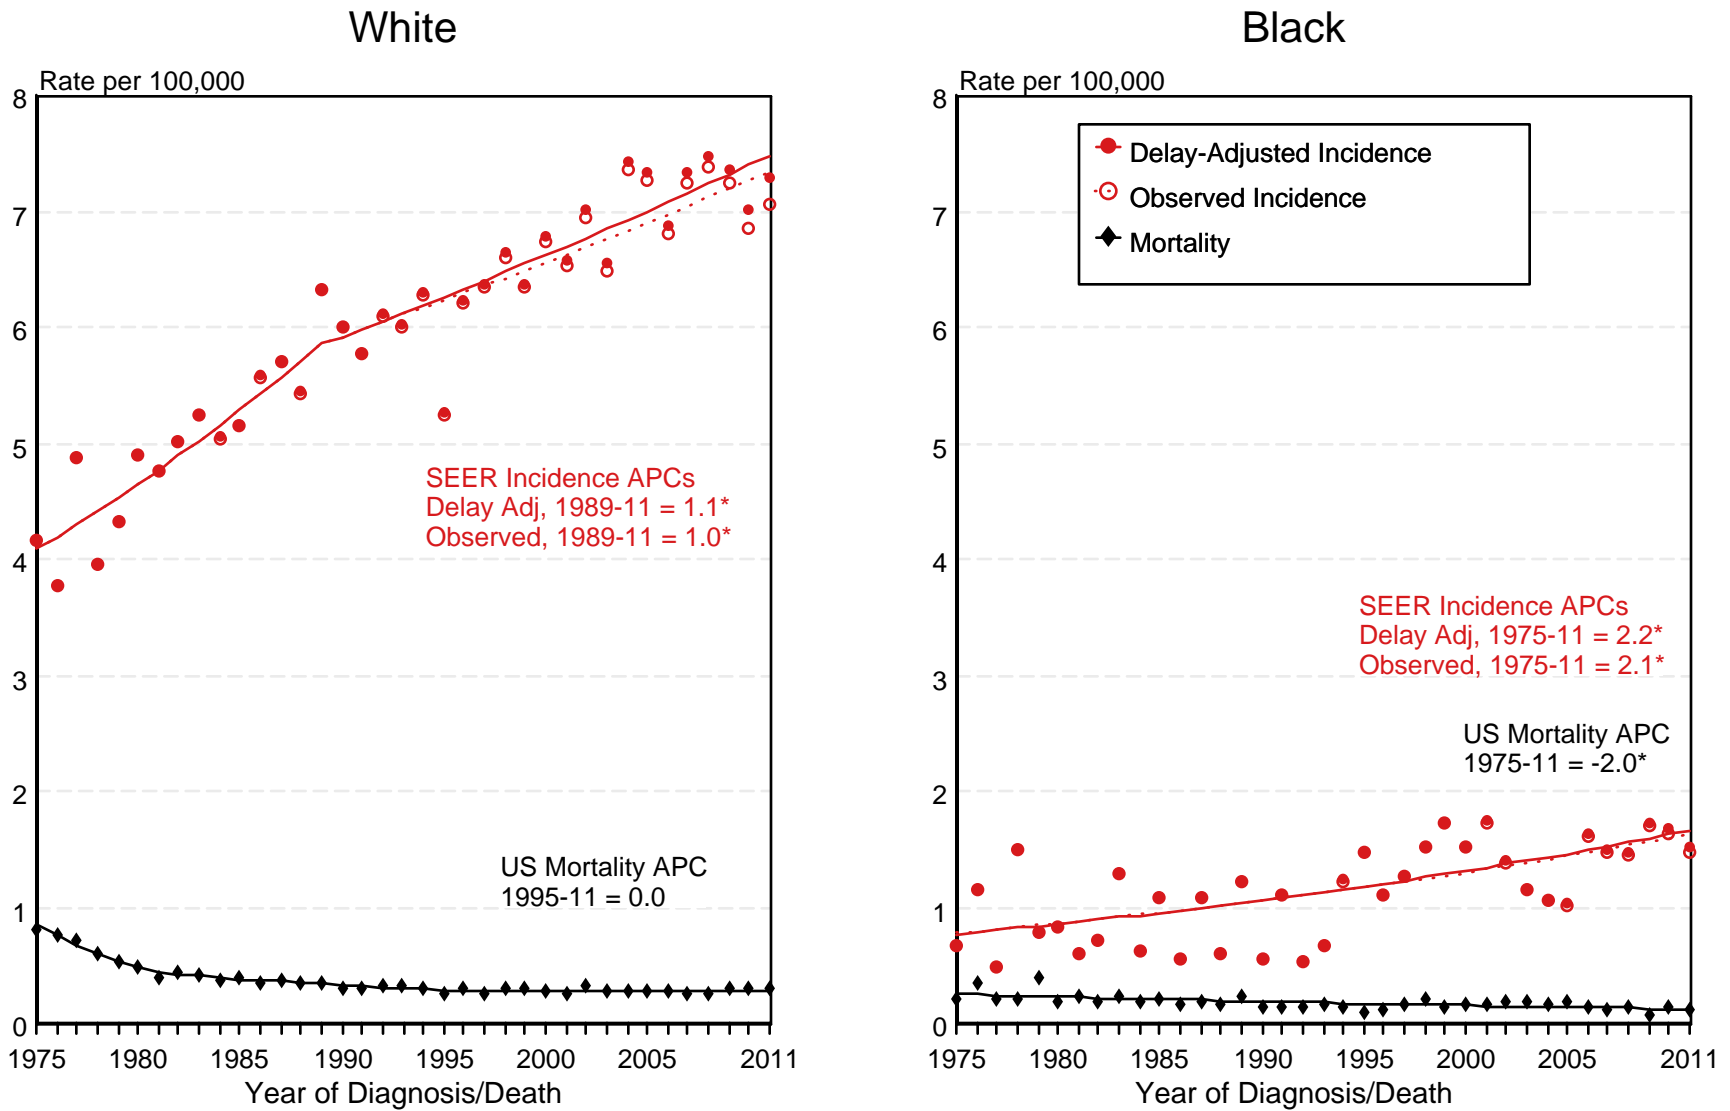 White
Rate per 100,000
8
7
6
5
4
3
2
1
0
SEER Incidence APCs
Delay Adj, 1989-11 = 1.1*
Observed, 1989-11 = 1.0*
US Mortality APC
1995-11 = 0.0
1975 1980 1985 1990 1995 2000 2005 2011
Year of Diagnosis/Death
Black
Rate per 100,000
8
7
6
5
4
3
2
1
0
Delay-Adjusted Incidence
Observed Incidence
Mortality
SEER Incidence APCs
Delay Adj, 1975-11 = 2.2*
Observed, 1975-11 = 2.1*
US Mortality APC
1975-11 = -2.0*
1975 1980 1985 1990 1995 2000 2005 2011
Year of Diagnosis/Death